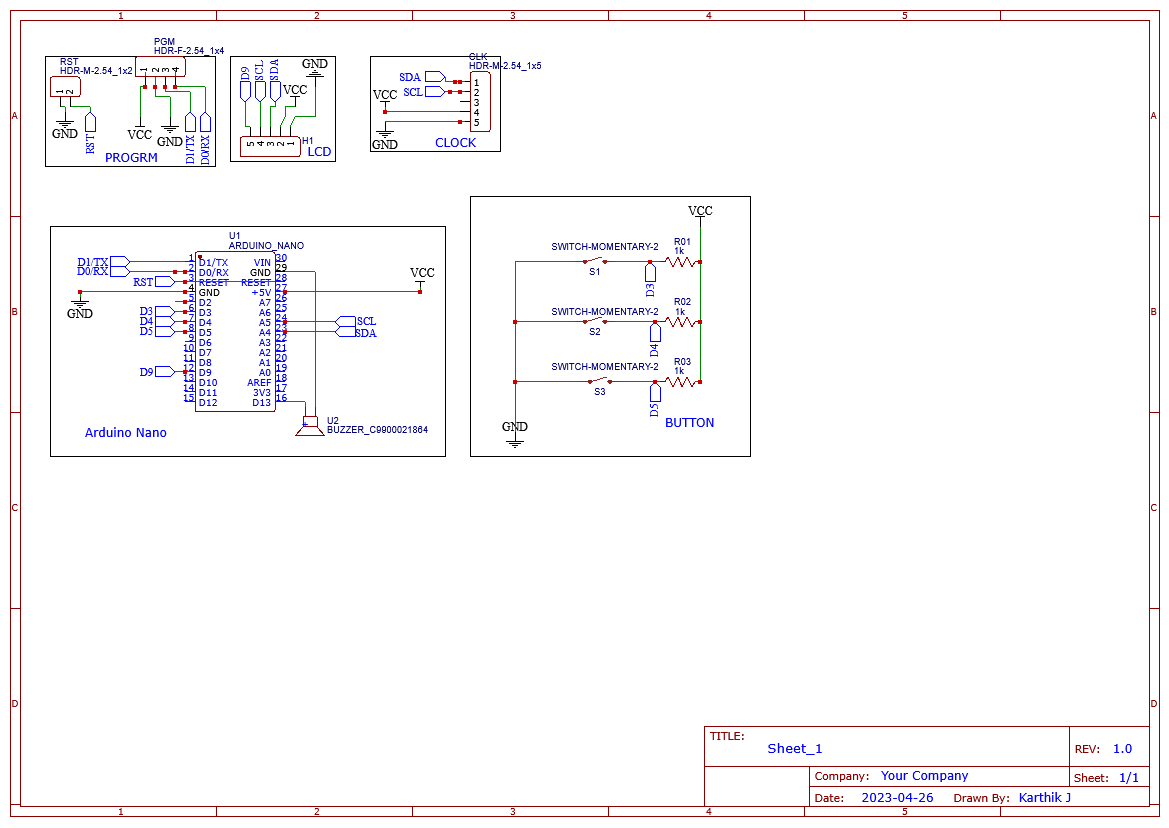 1 2 3 4 5
A A
B B
C C
D D
RST
HDR-M-2.54_1x2
1 2
GND
RST
PGM
HDR-F-2.54_1x4
1 2 3 4
VCC
GND
D1/TX
D0/RX
PROGRM
D9
SCL
SDA
VCC
GND
5 4 3 2 1
H1
LCD
CLK
HDR-M-2.54_1x5
SDA
SCL
VCC
GND
1
2
3
4
5
CLOCK
U1
ARDUINO_NANO
D1/TX
D0/RX
RST
GND
D3
D4
D5
D9
1 D1/TX VIN 30
2 D0/RX GND 29
3 RESET RESET 28
4 GND +5V 27
5 D2 A7 26
6 D3 A6 25
7 D4 A5 24
8 D5 A4 23
9 D6 A3 22
10 D7 A2 21
11 D8 A1 20
12 D9 A0 19
13 D10 AREF 18
14 D11 3V3 17
15 D12 D13 16
VCC
SCL
SDA
+
U2
BUZZER_C9900021864
Arduino Nano
VCC
SWITCH-MOMENTARY-2
S1
R01
1k
D3
SWITCH-MOMENTARY-2
S2
R02
1k
D4
SWITCH-MOMENTARY-2
S3
R03
1k
D5
GND
BUTTON
TITLE:
Sheet_1
REV: 1.0
Company: Your Company
Sheet: 1/1
Date: 2023-04-26 Drawn By: Karthik J
1 2 3 4 5